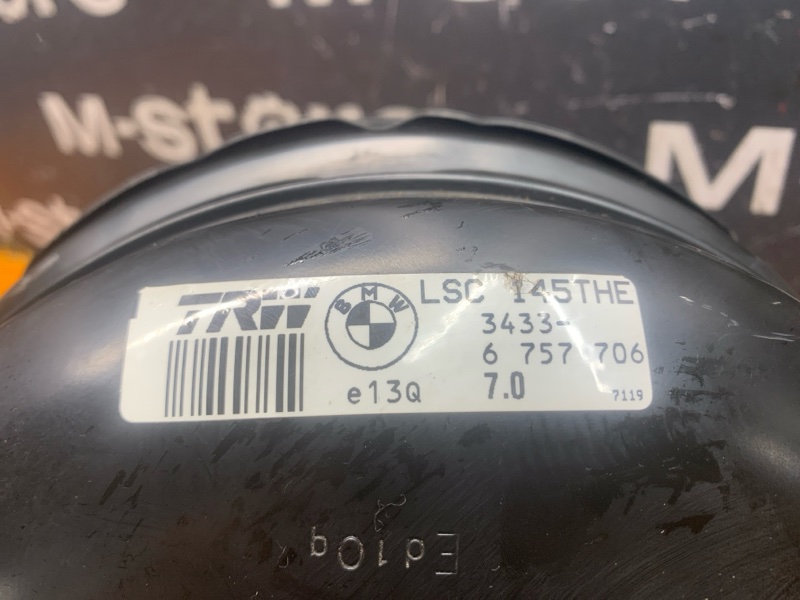 M-store
M
TRW
BMW
LSC 145THE
3433-
6 757 706
e13Q
7.0
7119
Ed10q